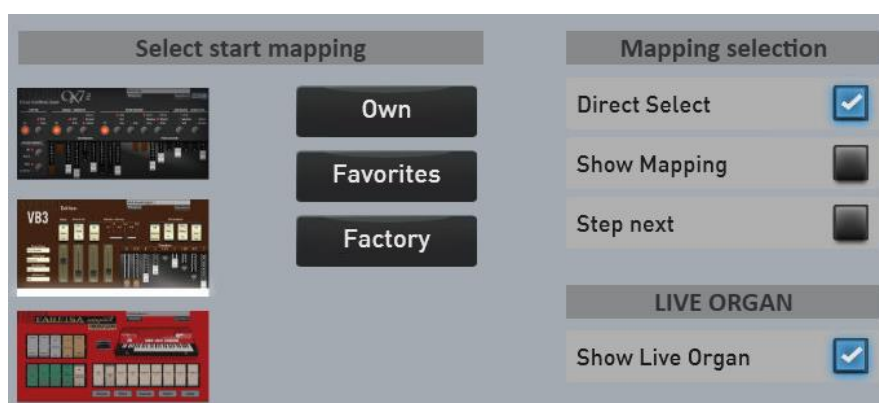 Select start mapping
Own
Favorites
Factory
VB3
Mapping selection
Direct Select
Show Mapping
Step next
LIVE ORGAN
Show Live Organ